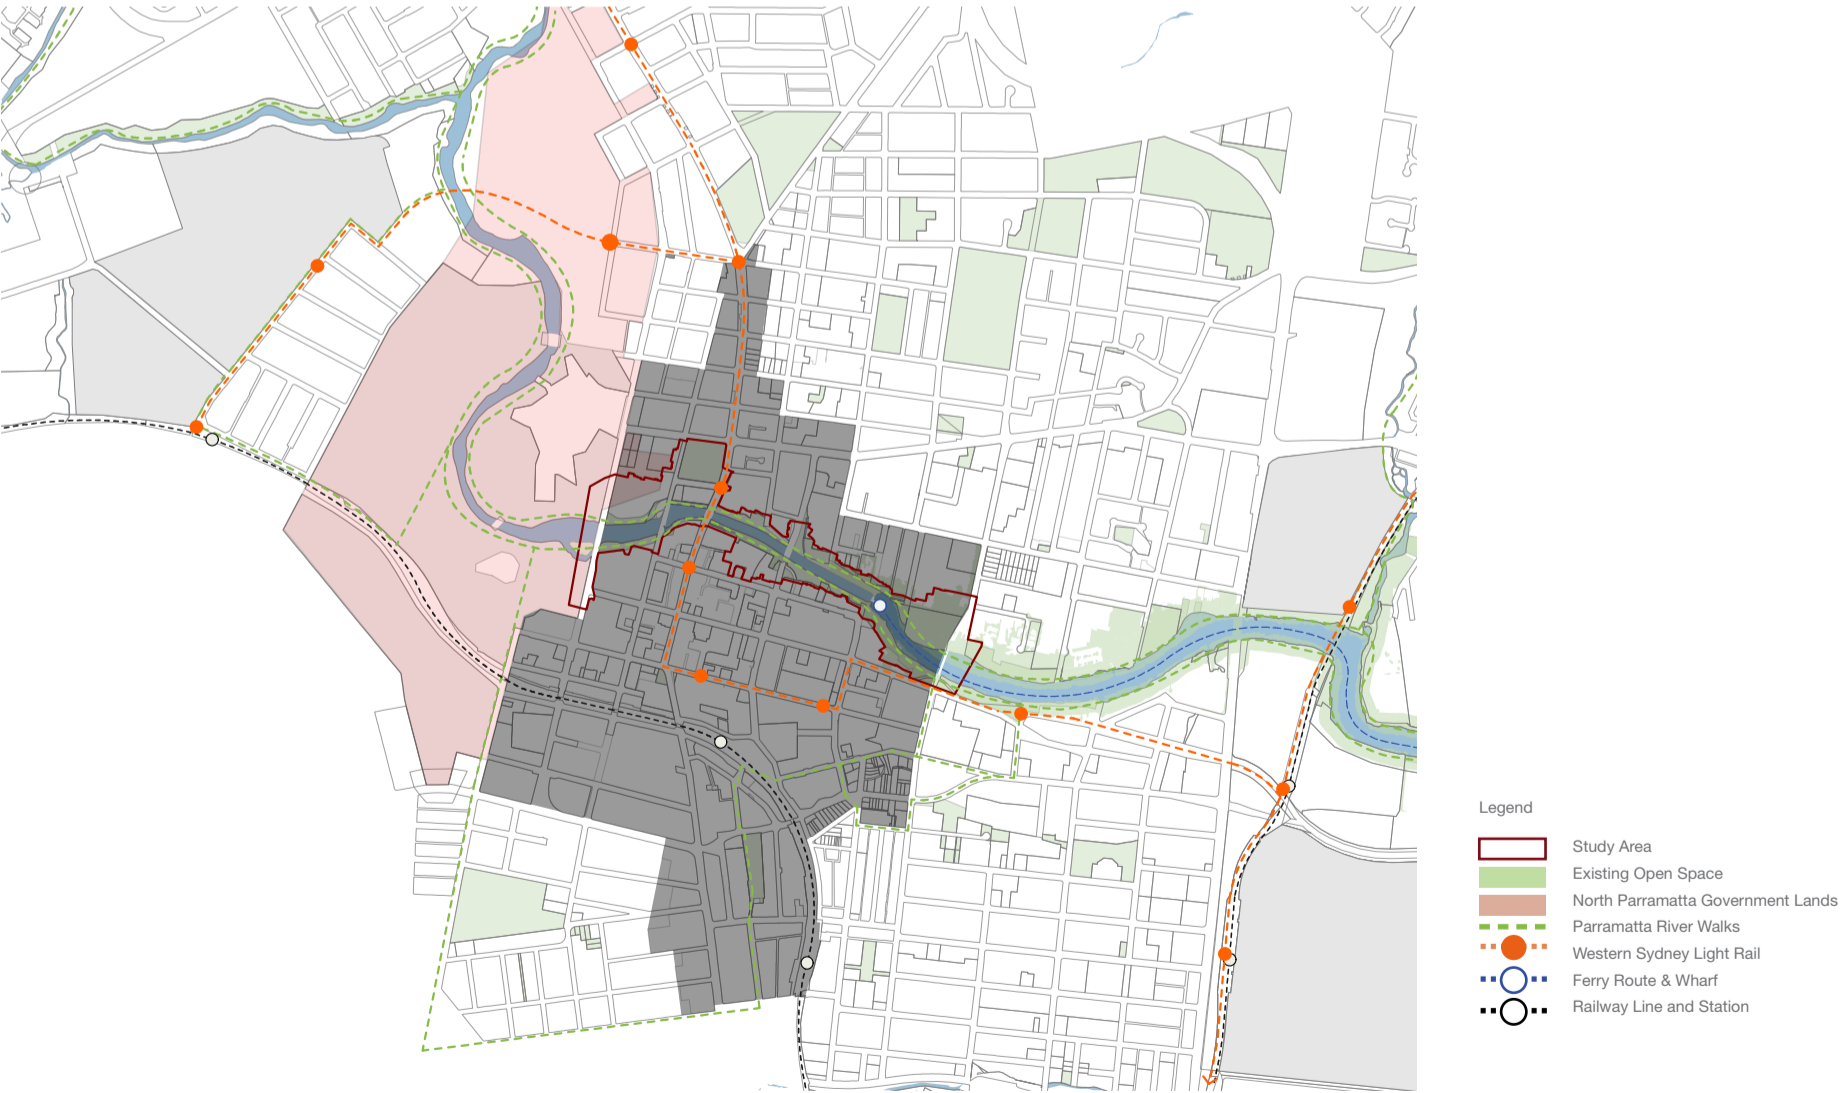 Legend
Study Area
Existing Open Space
North Parramatta Government Lands
Parramatta River Walks
Western Sydney Light Rail
Ferry Route & Wharf
Railway Line and Station